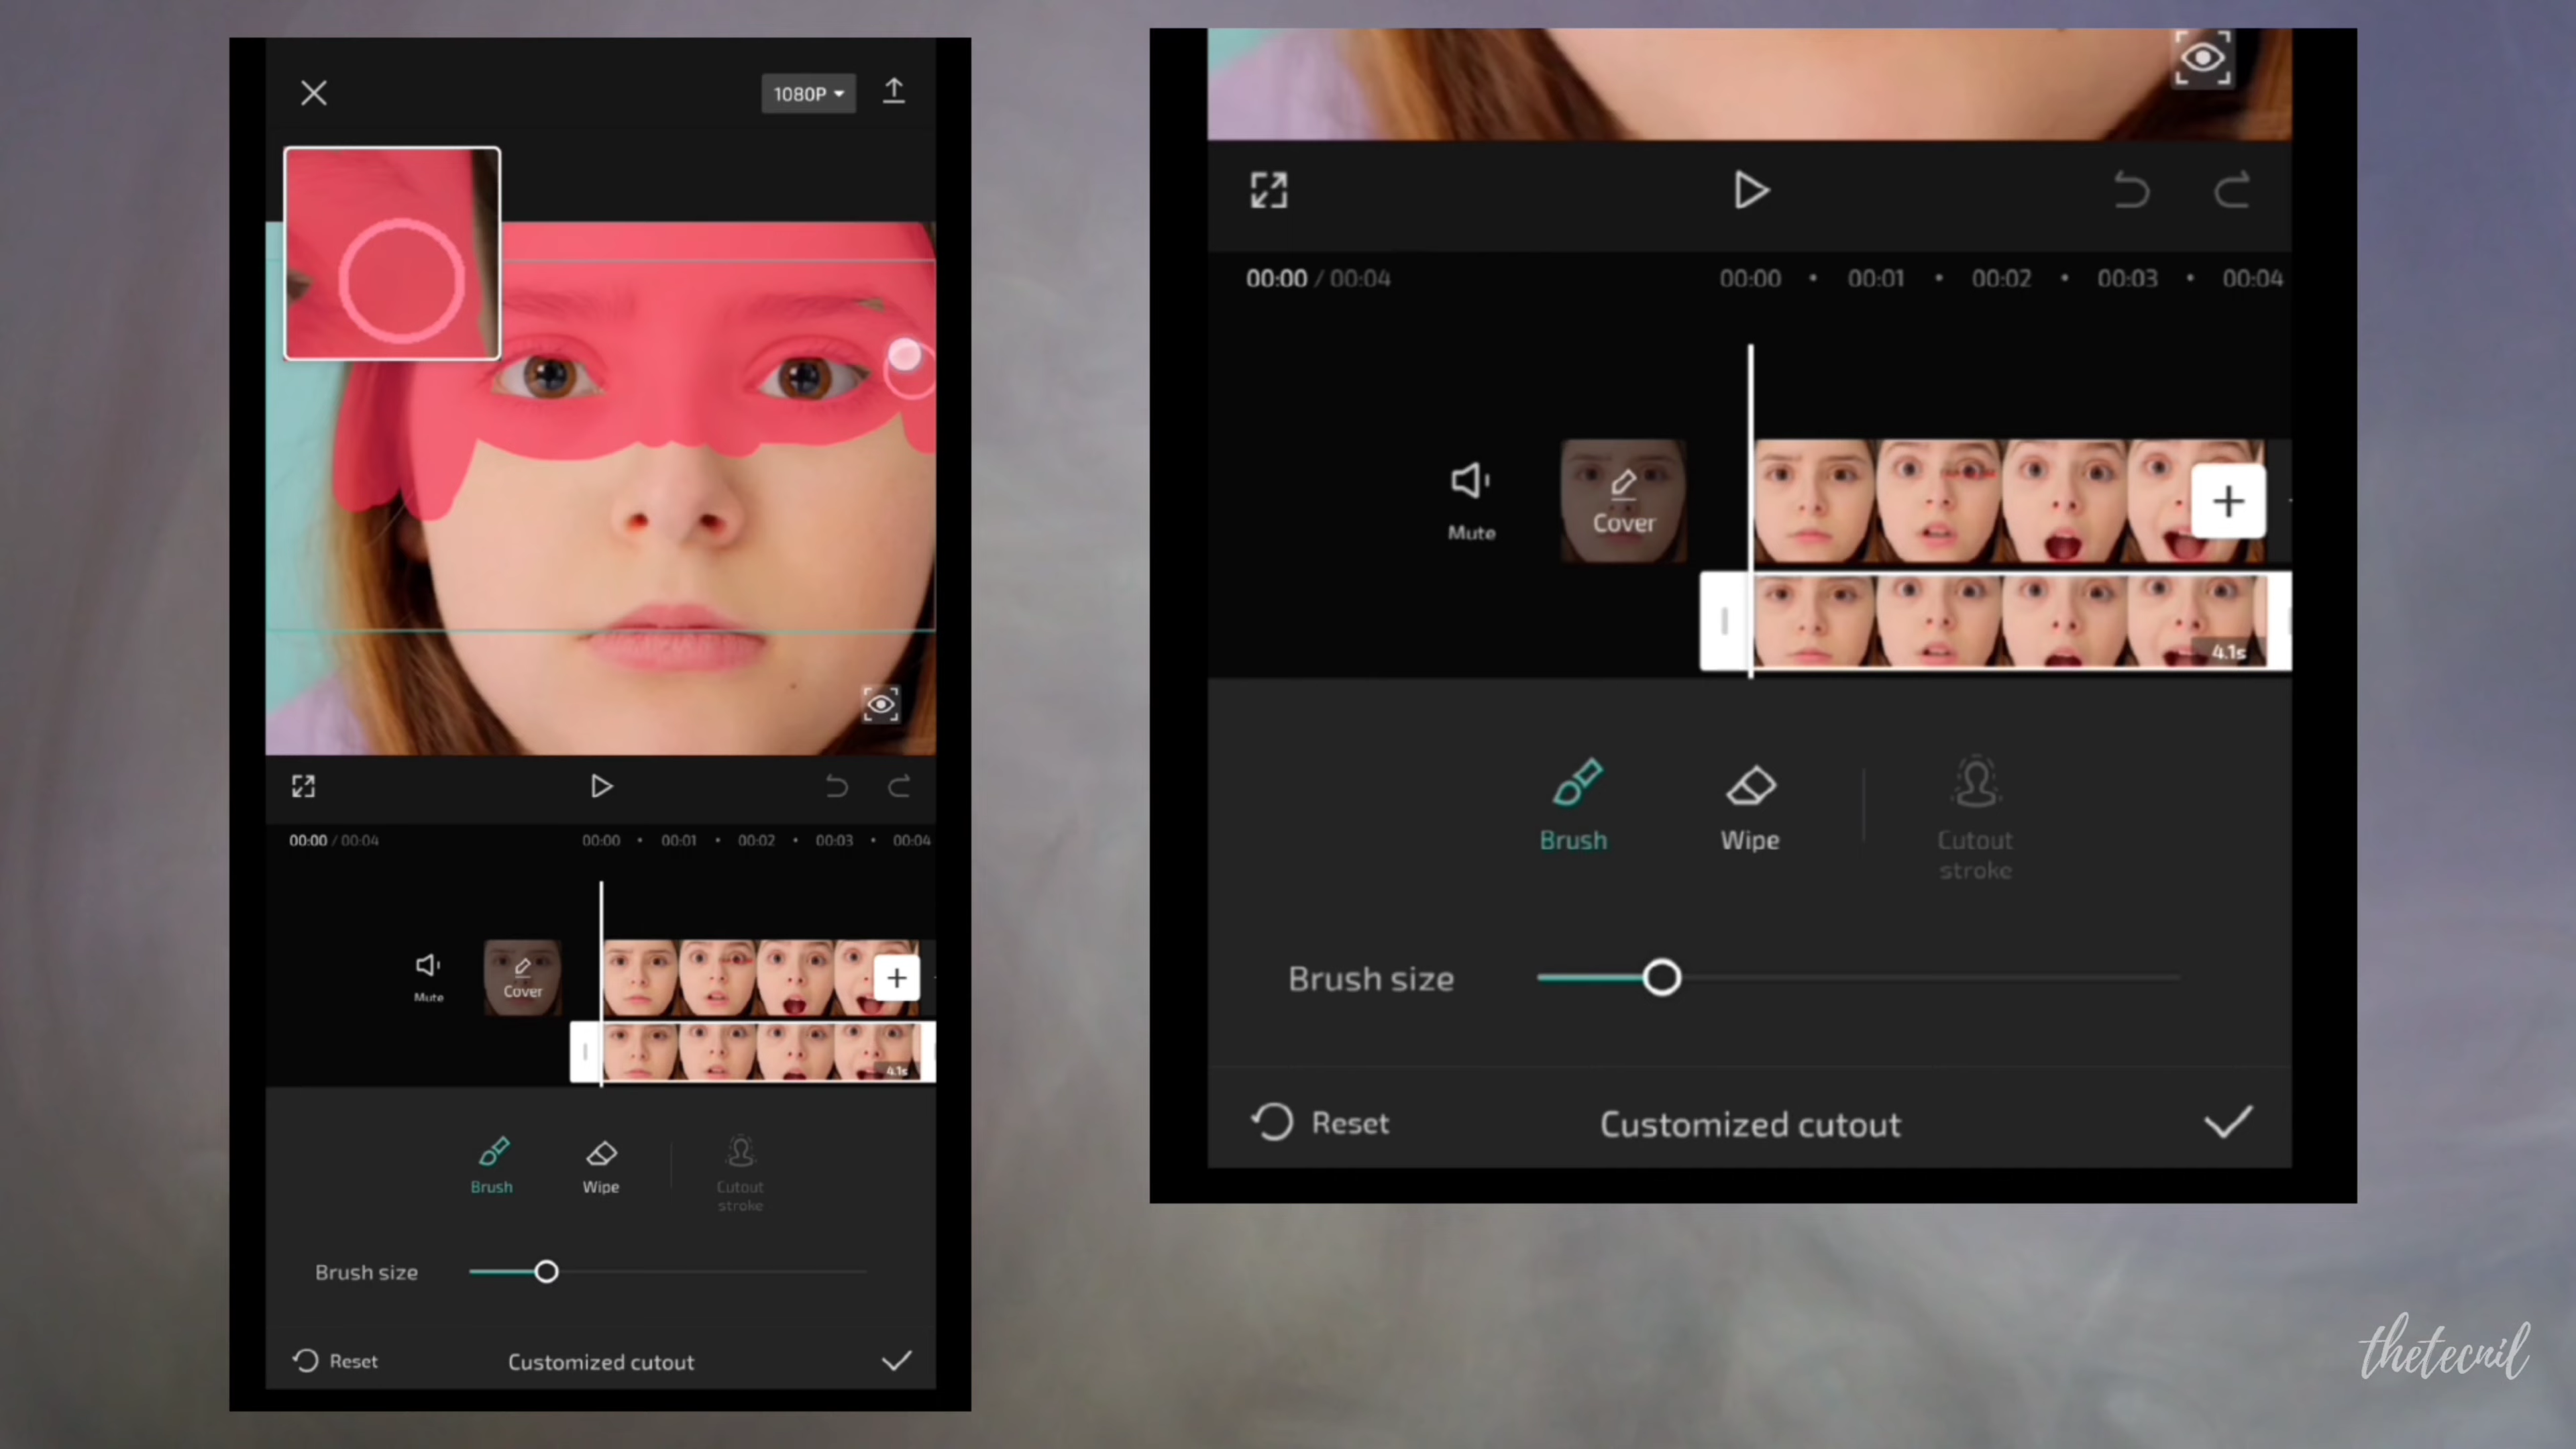 1080P
00:00 / 00:04
00:00 • 00:01 • 00:02 • 00:03 • 00:04
Mute
Cover
4.1s
Brush
Wipe
Cutout
stroke
Brush size
Reset
Customized cutout
00:00 / 00:04
00:00 • 00:01 • 00:02 • 00:03 • 00:04
Mute
Cover
4.1s
Brush
Wipe
Cutout
stroke
Brush size
Reset
Customized cutout
thetecnil